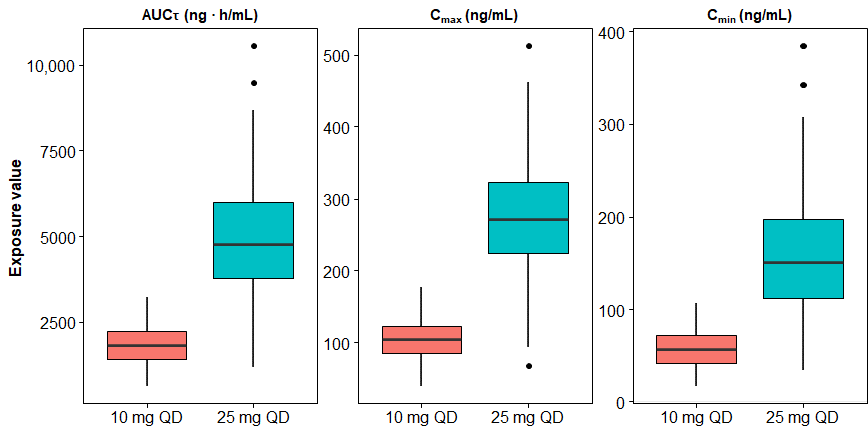 AUCτ (ng · h/mL)
Cmax (ng/mL)
Cmin (ng/mL)
Exposure value
10,000
7500
5000
2500
500
400
300
200
100
400
300
200
100
0
10 mg QD
25 mg QD
10 mg QD
25 mg QD
10 mg QD
25 mg QD